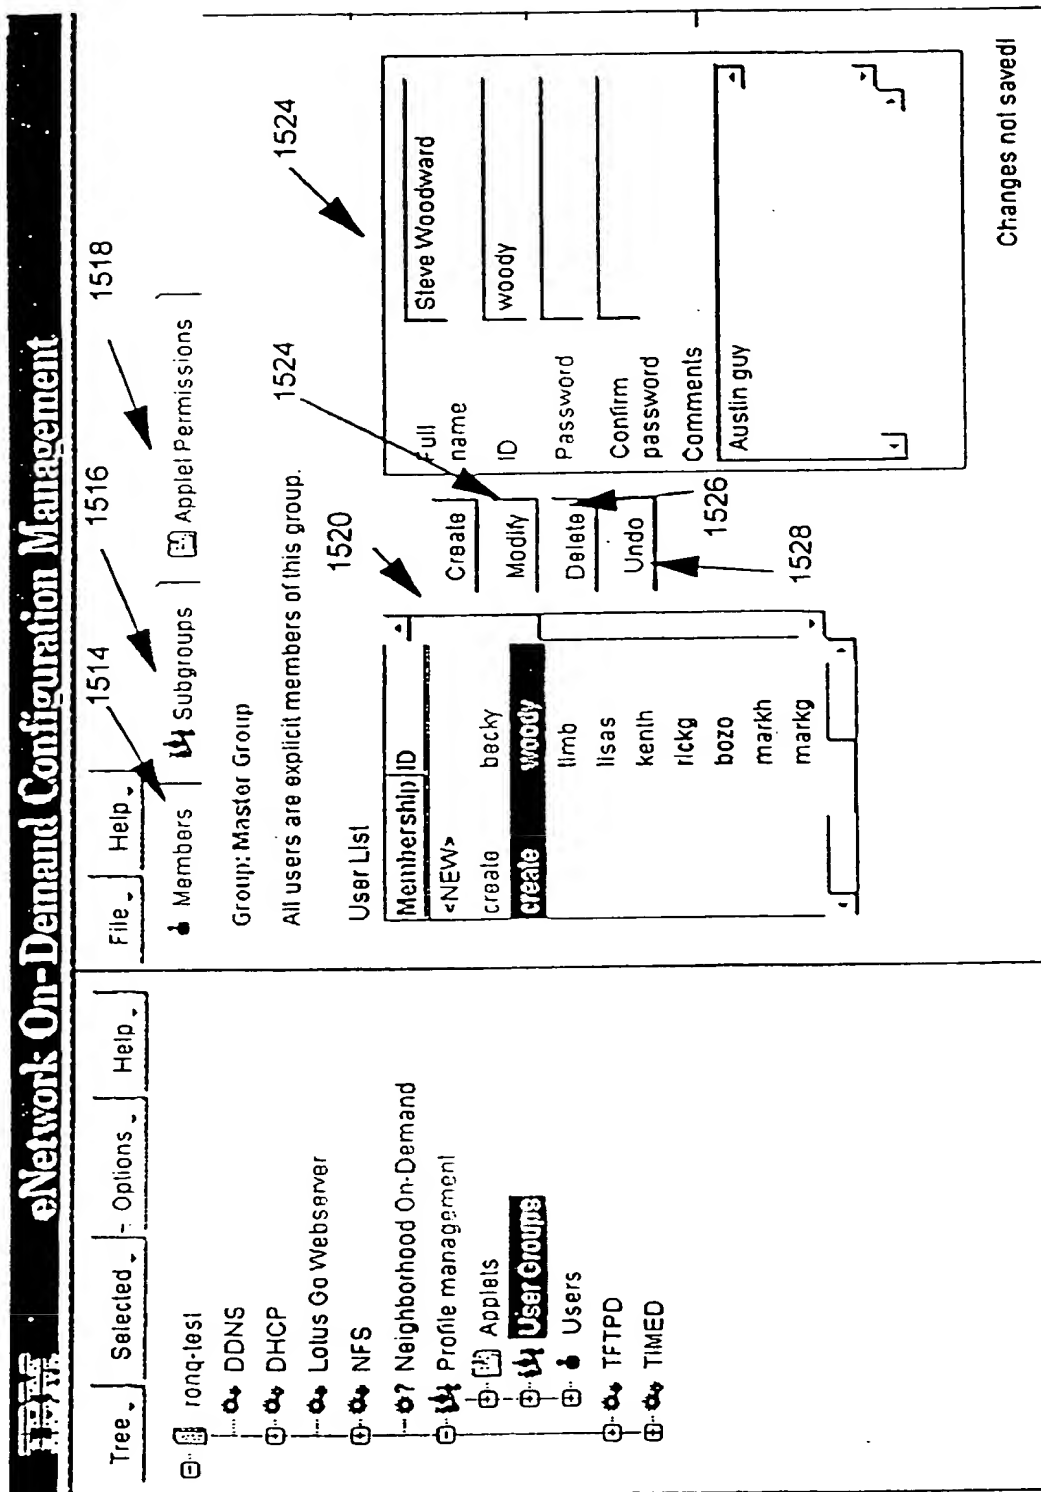 IBM eNetwork On-Demand Configuration Management
Tree Selected Options Help
ronq-test
DDNS
DHCP
Lotus Go Webserver
NFS
Neighborhood On-Demand
Profile management
Applets
User Groups
Users
TFTPD
TIMED
File Help
1514
1516
1518
Members Subgroups Applet Permissions
Group: Master Group
All users are explicit members of this group.
User List
1520
1524
1524
Membership ID
<NEW>
create becky
create woody
timb
lisas
kenth
rickg
bozo
markh
markg
Create
Modify
Delete
Undo
1526
1528
Full name Steve Woodward
ID woody
Password
Confirm password
Comments
Austin guy
Changes not saved!